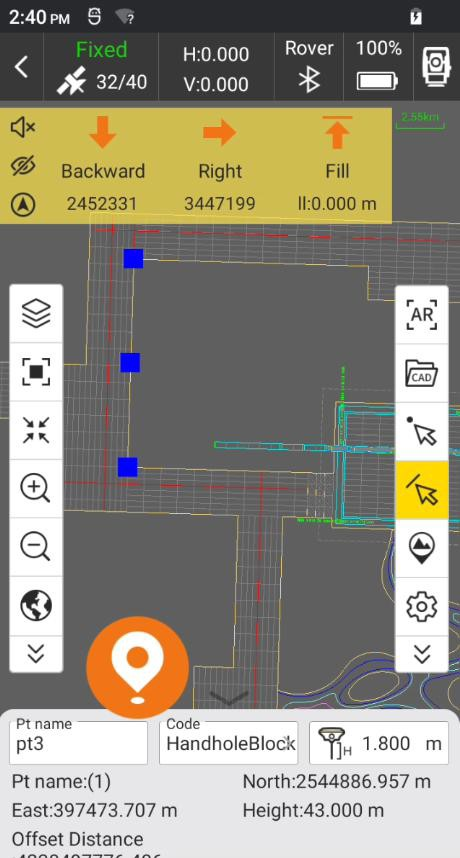 2:40 PM
Fixed
32/40
H:0.000
V:0.000
Rover
100%
2.55km
Backward
Right
Fill
2452331
3447199
ll:0.000 m
AR
CAD
Pt name
pt3
Code
HandholeBlock
H
1.800 m
Pt name:(1)
North:2544886.957 m
East:397473.707 m
Height:43.000 m
Offset Distance